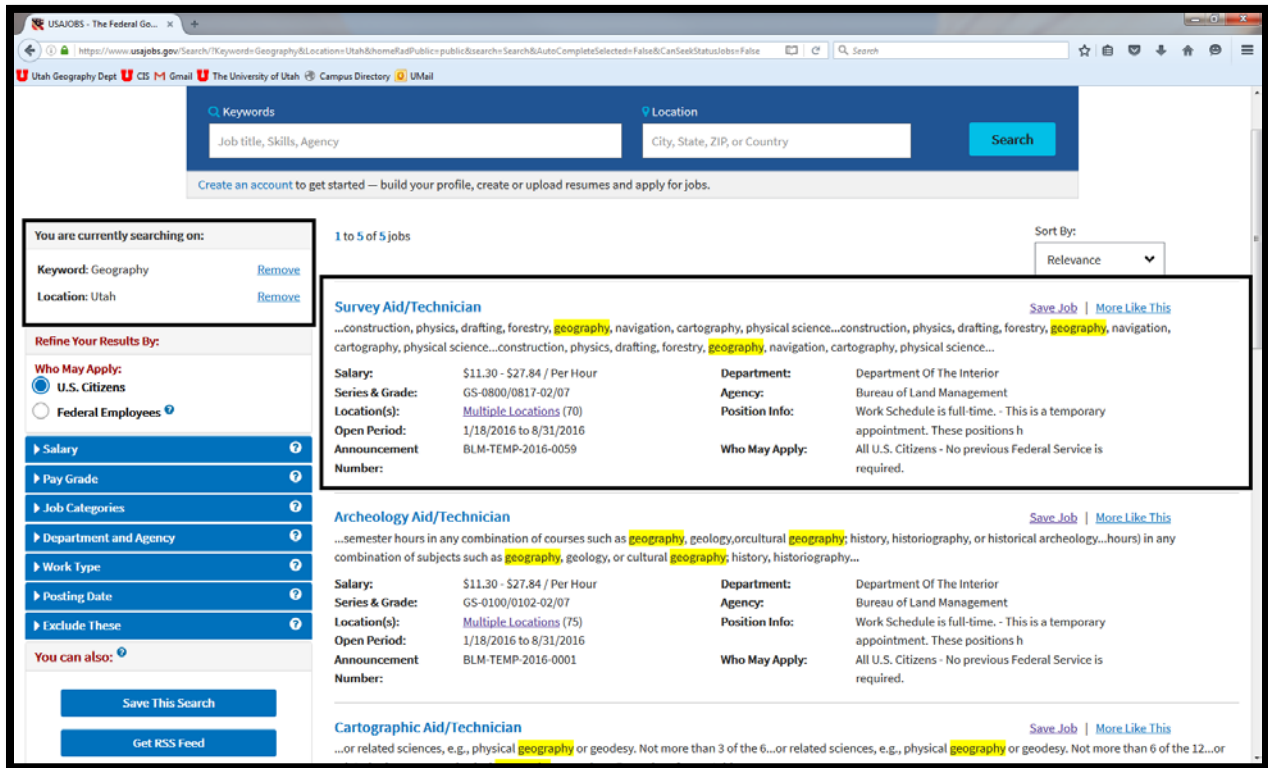 USAJOBS - The Federal Go...
https://www.usajobs.gov/Search/?Keyword=Geography&Location=Utah&homeRadPublic=public&search=Search&AutoCompleteSelected=False&CanSeekStatusJobs=False
Search
Utah Geography Dept CIS Gmail The University of Utah Campus Directory UMail
Keywords Location
Job title, Skills, Agency City, State, ZIP, or Country Search
Create an account to get started — build your profile, create or upload resumes and apply for jobs.
You are currently searching on:
Keyword: Geography Remove
Location: Utah Remove
Refine Your Results By:
Who May Apply:
U.S. Citizens
Federal Employees
Salary
Pay Grade
Job Categories
Department and Agency
Work Type
Posting Date
Exclude These
You can also:
Save This Search
Get RSS Feed
1 to 5 of 5 jobs
Sort By:
Relevance
Survey Aid/Technician Save Job | More Like This
...construction, physics, drafting, forestry, geography, navigation, cartography, physical science...construction, physics, drafting, forestry, geography, navigation,
cartography, physical science...construction, physics, drafting, forestry, geography, navigation, cartography, physical science...
Salary: $11.30 - $27.84 / Per Hour Department: Department Of The Interior
Series & Grade: GS-0800/0817-02/07 Agency: Bureau of Land Management
Location(s): Multiple Locations (70) Position Info: Work Schedule is full-time. - This is a temporary
Open Period: 1/18/2016 to 8/31/2016 appointment. These positions h
Announcement BLM-TEMP-2016-0059 Who May Apply: All U.S. Citizens - No previous Federal Service is
Number: required.
Archeology Aid/Technician Save Job | More Like This
...semester hours in any combination of courses such as geography, geology,orcultural geography; history, historiography, or historical archeology...hours) in any
combination of subjects such as geography, geology, or cultural geography; history, historiography...
Salary: $11.30 - $27.84 / Per Hour Department: Department Of The Interior
Series & Grade: GS-0100/0102-02/07 Agency: Bureau of Land Management
Location(s): Multiple Locations (75) Position Info: Work Schedule is full-time. - This is a temporary
Open Period: 1/18/2016 to 8/31/2016 appointment. These positions h
Announcement BLM-TEMP-2016-0001 Who May Apply: All U.S. Citizens - No previous Federal Service is
Number: required.
Cartographic Aid/Technician Save Job | More Like This
...or related sciences, e.g., physical geography or geodesy. Not more than 3 of the 6...or related sciences, e.g., physical geography or geodesy. Not more than 6 of the 12...or